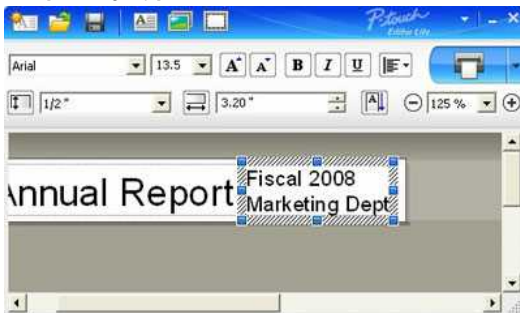 P-touch
Editor Lite
Arial
13.5
A A B I U
1/2 "
3.20 "
A
125 %
Annual Report
Fiscal 2008
Marketing Dept